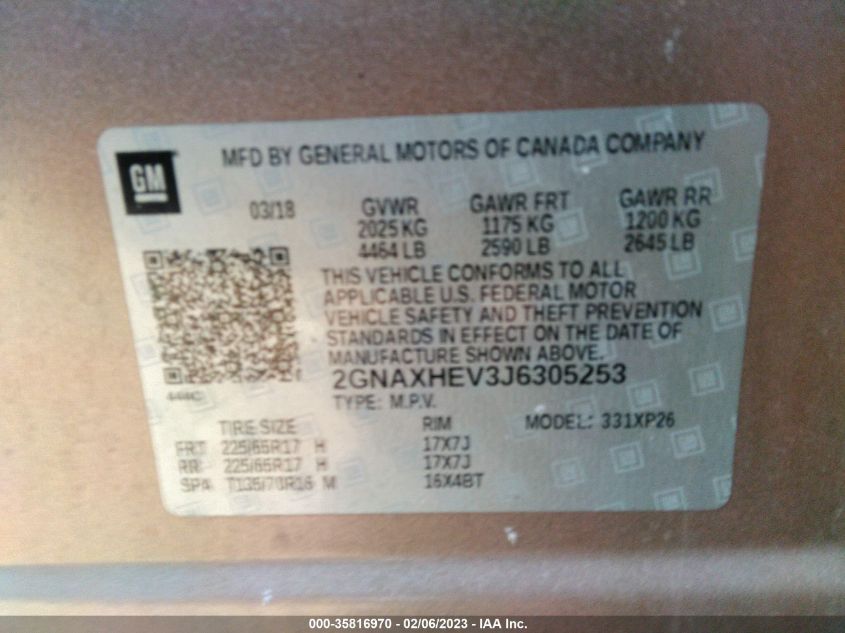 MFD BY GENERAL MOTORS OF CANADA COMPANY
GM
03/18 GVWR GAWR FRT GAWR RR
2025 KG 1175 KG 1200 KG
4464 LB 2590 LB 2645 LB
THIS VEHICLE CONFORMS TO ALL
APPLICABLE U.S. FEDERAL MOTOR
VEHICLE SAFETY AND THEFT PREVENTION
STANDARDS IN EFFECT ON THE DATE OF
MANUFACTURE SHOWN ABOVE.
2GNAXHEV3J6305253
TYPE: M.P.V.
TIRE SIZE RIM MODEL: 331XP26
FRT 225/65R17 H 17X7J
RR 225/65R17 H 17X7J
SPA T135/70R16 M 16X4BT
000-35816970 - 02/06/2023 - IAA Inc.